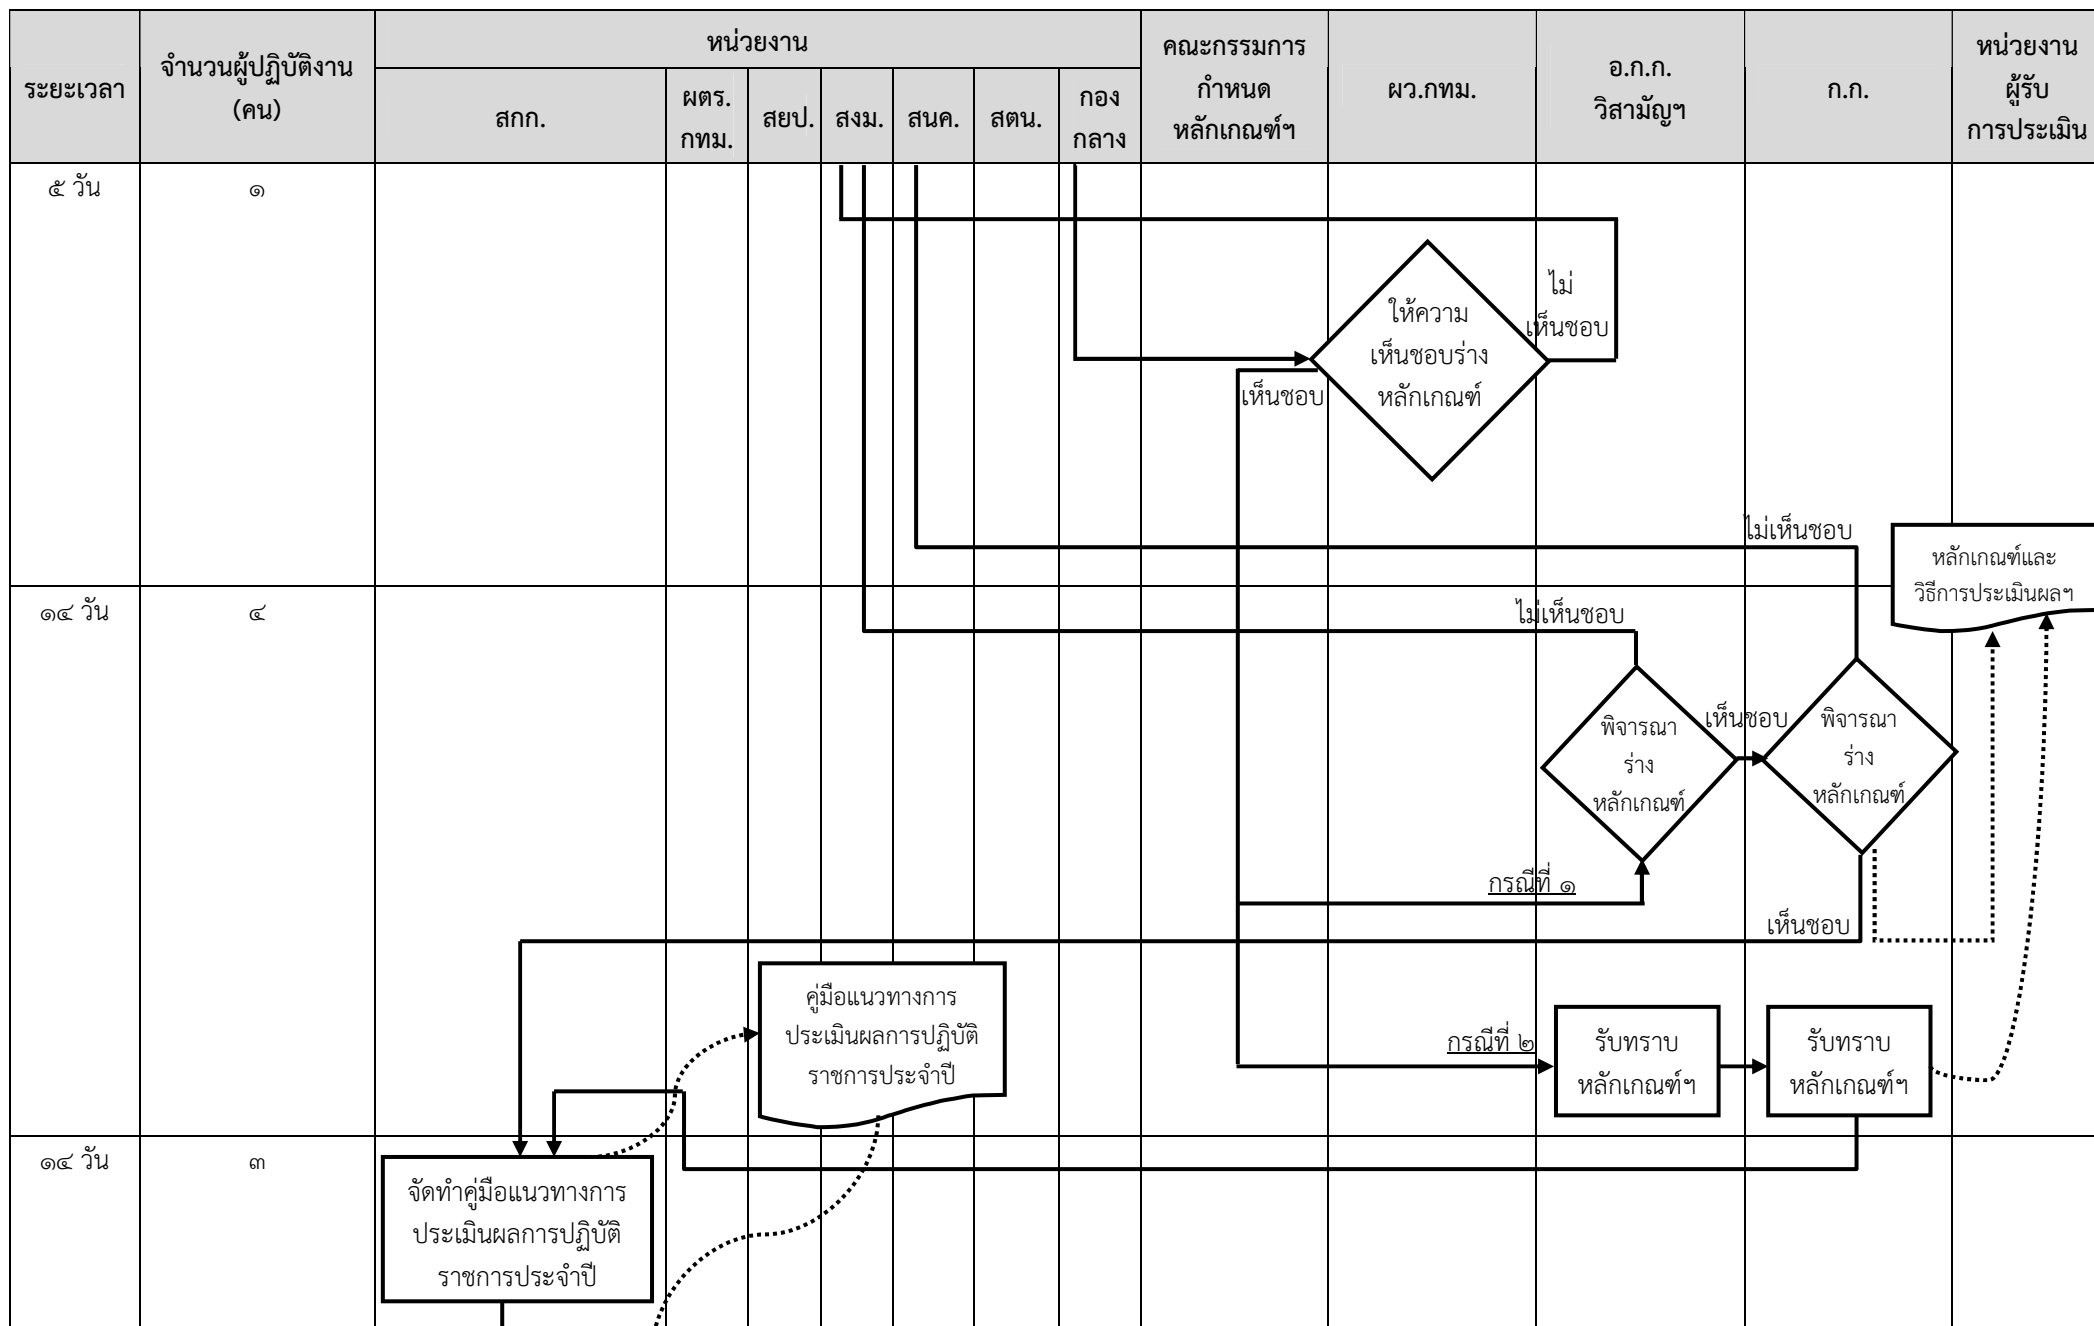 ระยะเวลา
จำนวนผู้ปฏิบัติงาน
(คน)
หน่วยงาน
สกก.
ผตร.
กทม.
สยป.
สงม.
สนค.
สตน.
กอง
กลาง
คณะกรรมการ
กำหนด
หลักเกณฑ์ฯ
ผว.กทม.
อ.ก.ก.
วิสามัญฯ
ก.ก.
หน่วยงาน
ผู้รับ
การประเมิน
๕ วัน
๑
ให้ความ
เห็นชอบร่าง
หลักเกณฑ์
ไม่
เห็นชอบ
เห็นชอบ
ไม่เห็นชอบ
หลักเกณฑ์และ
วิธีการประเมินผลฯ
๑๔ วัน
๔
ไม่เห็นชอบ
พิจารณา
ร่าง
หลักเกณฑ์
เห็นชอบ
พิจารณา
ร่าง
หลักเกณฑ์
กรณีที่ ๑
เห็นชอบ
คู่มือแนวทางการ
ประเมินผลการปฏิบัติ
ราชการประจำปี
กรณีที่ ๒
รับทราบ
หลักเกณฑ์ฯ
รับทราบ
หลักเกณฑ์ฯ
๑๔ วัน
๓
จัดทำคู่มือแนวทางการ
ประเมินผลการปฏิบัติ
ราชการประจำปี